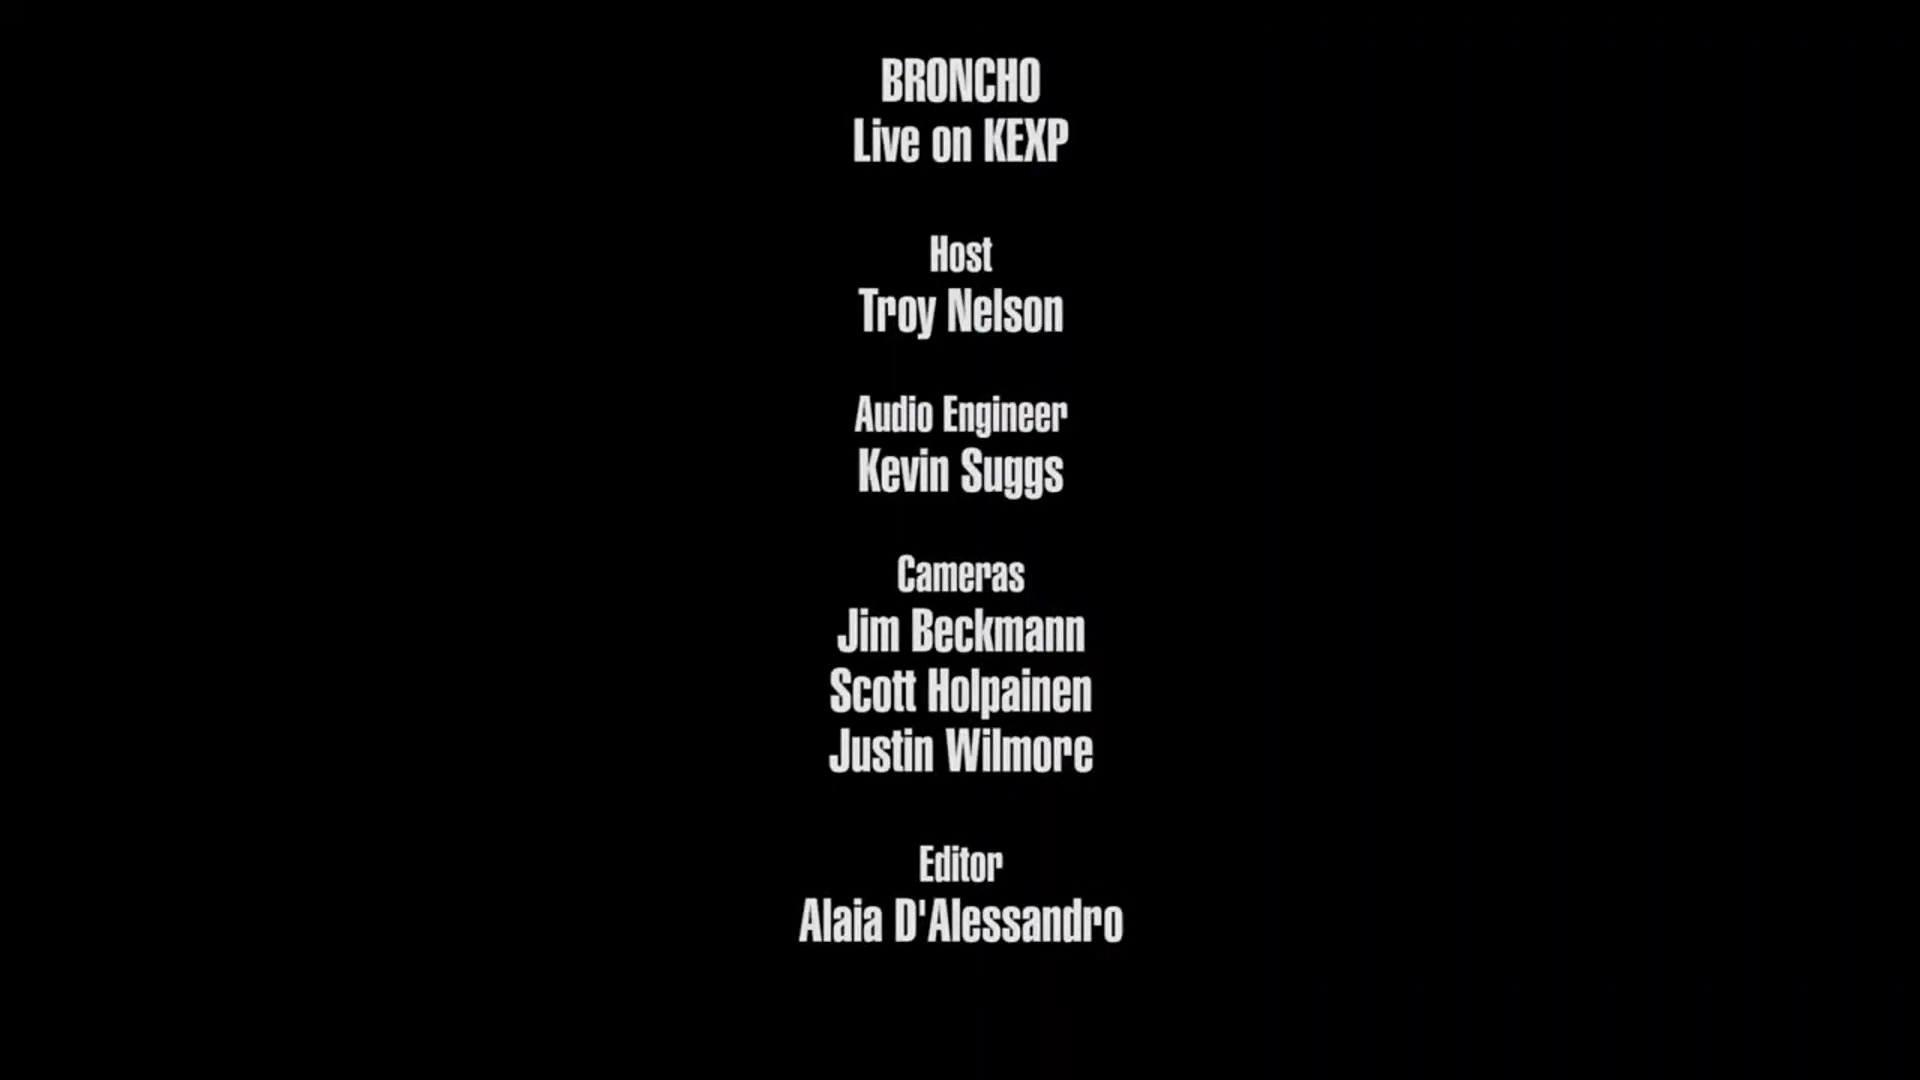 BRONCHO
Live on KEXP
Host
Troy Nelson
Audio Engineer
Kevin Suggs
Cameras
Jim Beckmann
Scott Holpainen
Justin Wilmore
Editor
Alaia D'Alessandro